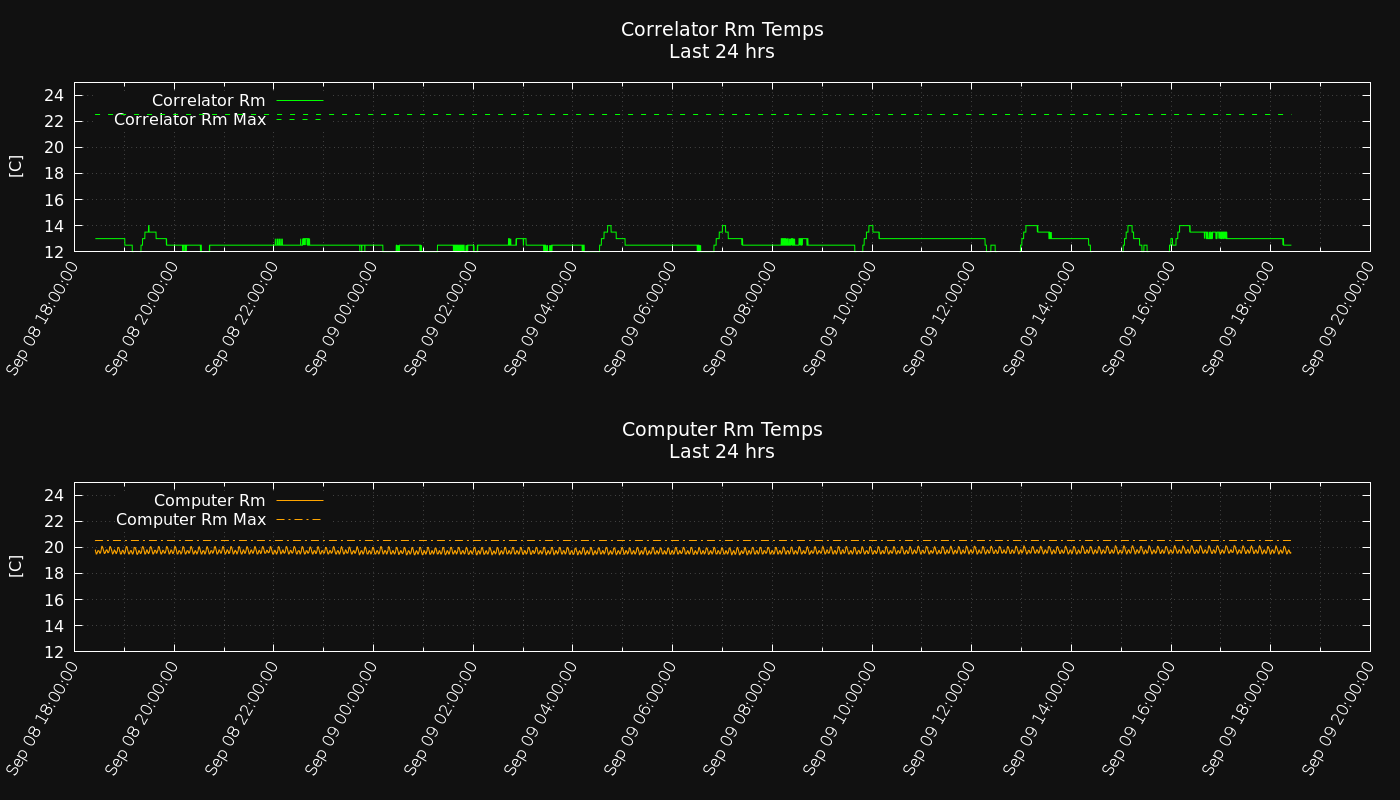 Correlator Rm Temps
Last 24 hrs
Correlator Rm
Correlator Rm Max
[C]
24
22
20
18
16
14
12
Sep 08 18:00:00
Sep 08 20:00:00
Sep 08 22:00:00
Sep 09 00:00:00
Sep 09 02:00:00
Sep 09 04:00:00
Sep 09 06:00:00
Sep 09 08:00:00
Sep 09 10:00:00
Sep 09 12:00:00
Sep 09 14:00:00
Sep 09 16:00:00
Sep 09 18:00:00
Sep 09 20:00:00
Computer Rm Temps
Last 24 hrs
Computer Rm
Computer Rm Max
[C]
24
22
20
18
16
14
12
Sep 08 18:00:00
Sep 08 20:00:00
Sep 08 22:00:00
Sep 09 00:00:00
Sep 09 02:00:00
Sep 09 04:00:00
Sep 09 06:00:00
Sep 09 08:00:00
Sep 09 10:00:00
Sep 09 12:00:00
Sep 09 14:00:00
Sep 09 16:00:00
Sep 09 18:00:00
Sep 09 20:00:00